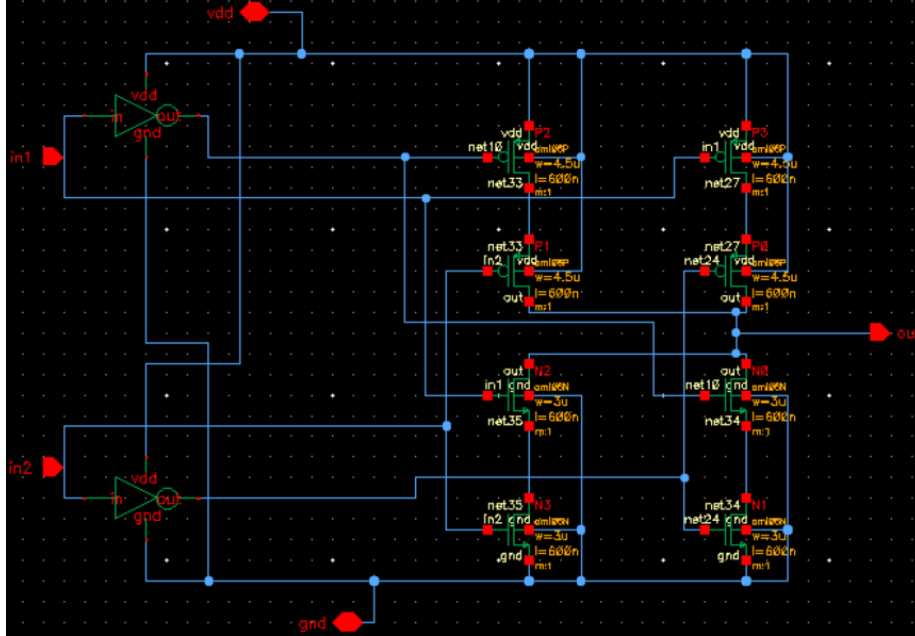 vdd
vdd
in out
gnd
in1
vdd P2
net10 vdd ami06P
w=4.5u
l=600n
net33 m:1
vdd P3
in1 vdd ami06P
w=4.5u
l=600n
net27 m:1
net33 P1
in2 vdd ami06P
w=4.5u
l=600n
out m:1
net27 P0
net24 vdd ami06P
w=4.5u
l=600n
out m:1
ou
out N2
in1 gnd ami06N
w=3u
l=600n
net35 m:1
out N0
net10 gnd ami06N
w=3u
l=600n
net34 m:1
in2
vdd
in out
gnd
net35 N3
in2 gnd ami06N
w=3u
l=600n
gnd m:1
net34 N1
net24 gnd ami06N
w=3u
l=600n
gnd m:1
gnd